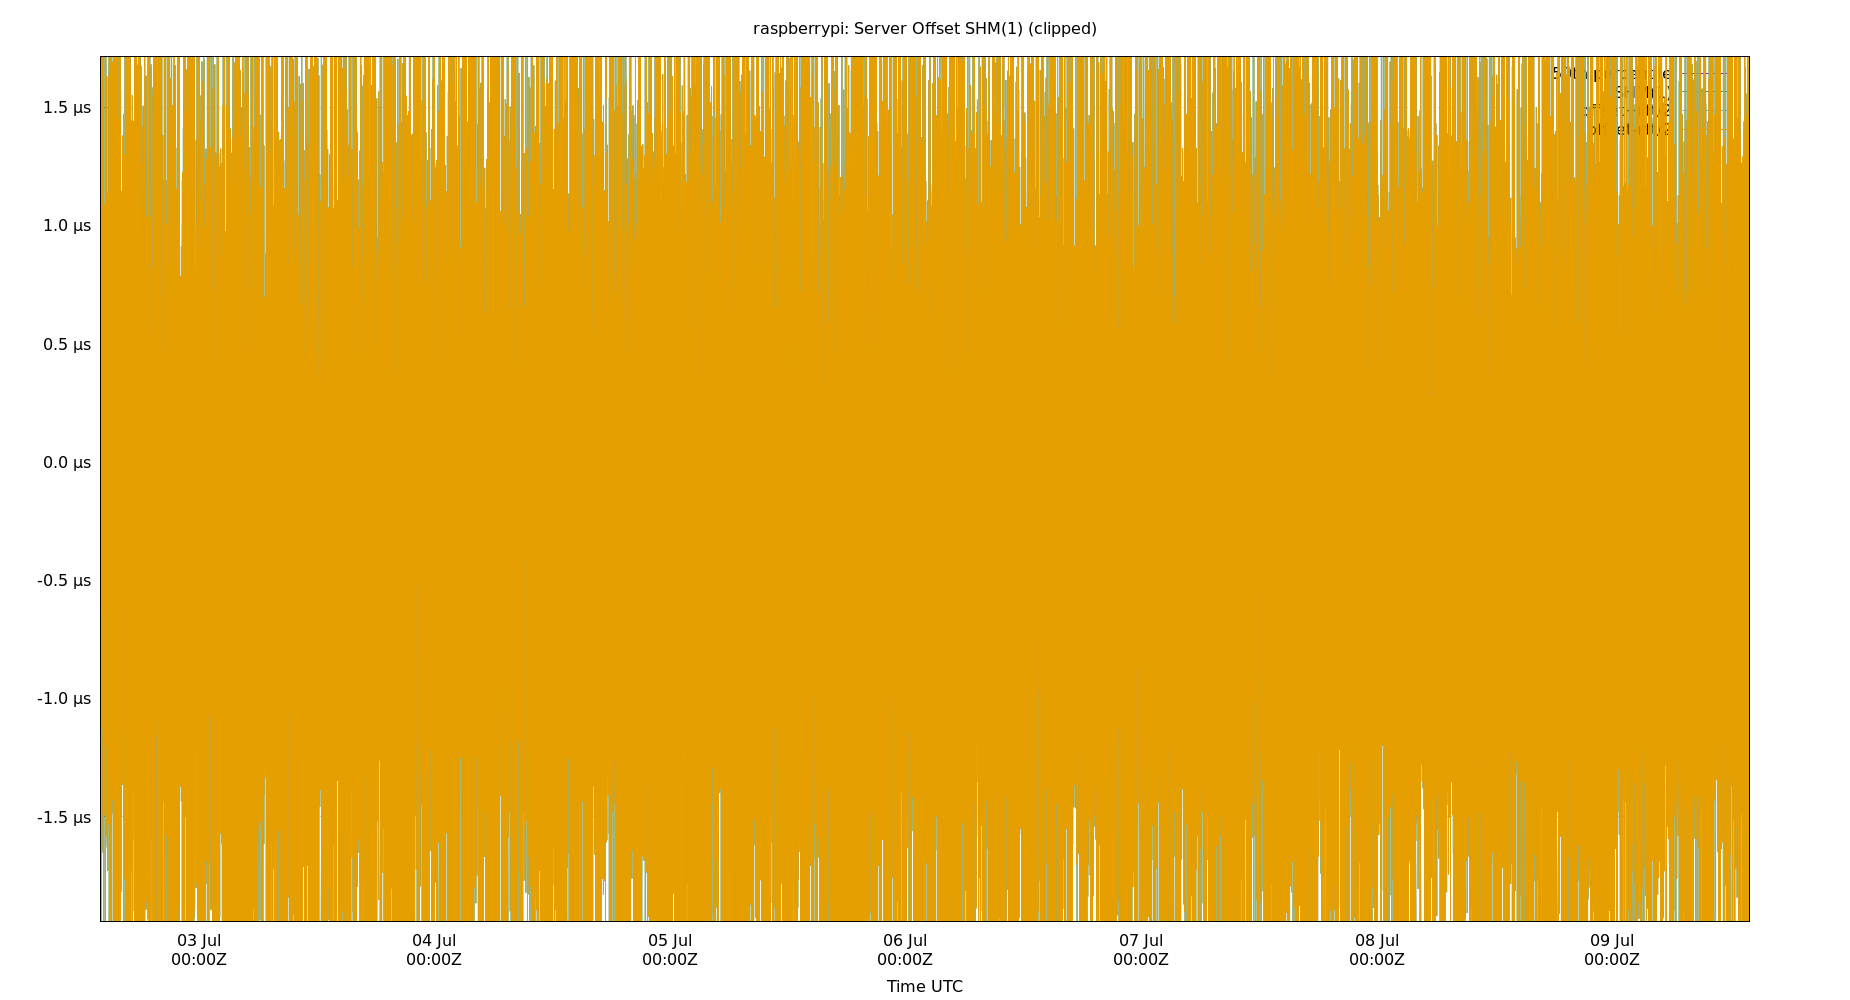 raspberrypi: Server Offset SHM(1) (clipped)
1.5 µs
1.0 µs
0.5 µs
0.0 µs
-0.5 µs
-1.0 µs
-1.5 µs
03 Jul 04 Jul 05 Jul 06 Jul 07 Jul 08 Jul 09 Jul
00:00Z 00:00Z 00:00Z 00:00Z 00:00Z 00:00Z 00:00Z
Time UTC